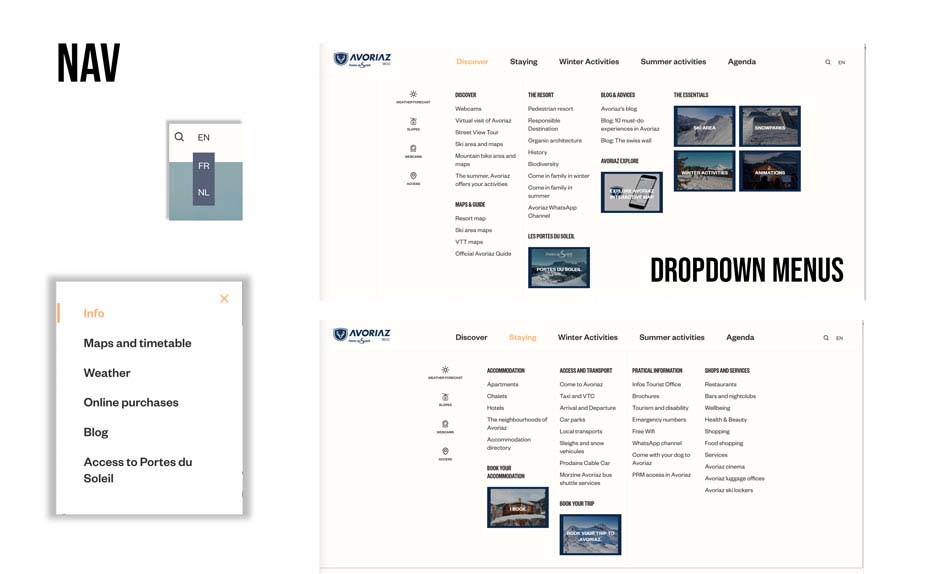 NAV
EN
FR
NL
Info
Maps and timetable
Weather
Online purchases
Blog
Access to Portes du
Soleil
AVORIAZ
1800
Portes du Soleil
Discover
Staying
Winter Activities
Summer activities
Agenda
EN
WEATHER FORECAST
SLOPES
WEBCAMS
ACCESS
DISCOVER
Webcams
Virtual visit of Avoriaz
Street View Tour
Ski area and maps
Mountain bike area and
maps
The summer, Avoriaz
offers your activities
MAPS & GUIDE
Resort map
Ski area maps
VTT maps
Official Avoriaz Guide
THE RESORT
Pedestrian resort
Responsible
Destination
Organic architecture
History
Biodiversity
Come in family in winter
Come in family in
summer
Avoriaz WhatsApp
Channel
LES PORTES DU SOLEIL
Portes du Soleil
PORTES DU SOLEIL
BLOG & ADVICES
Avoriaz's blog
Blog: 10 must-do
experiences in Avoriaz
Blog: The swiss wall
AVORIAZ EXPLORE
EXPLORE AVORIAZ
INTERACTIVE MAP
THE ESSENTIALS
SKI AREA
SNOWPARKS
WINTER ACTIVITIES
ANIMATIONS
DROPDOWN MENUS
AVORIAZ
1800
Portes du Soleil
Discover
Staying
Winter Activities
Summer activities
Agenda
EN
WEATHER FORECAST
SLOPES
WEBCAMS
ACCESS
ACCOMMODATION
Apartments
Chalets
Hotels
The neighbourhoods of
Avoriaz
Accommodation
directory
BOOK YOUR
ACCOMMODATION
I BOOK
ACCESS AND TRANSPORT
Come to Avoriaz
Taxi and VTC
Arrival and Departure
Car parks
Local transports
Sleighs and snow
vehicules
Prodains Cable Car
Morzine Avoriaz bus
shuttle services
BOOK YOUR TRIP
BOOK YOUR TRIP TO
AVORIAZ
PRATICAL INFORMATION
Infos Tourist Office
Brochures
Tourism and disability
Emergency numbers
Free Wifi
WhatsApp channel
Come with your dog to
Avoriaz
PRM access in Avoriaz
SHOPS AND SERVICES
Restaurants
Bars and nightclubs
Wellbeing
Health & Beauty
Shopping
Food shopping
Services
Avoriaz cinema
Avoriaz luggage offices
Avoriaz ski lockers